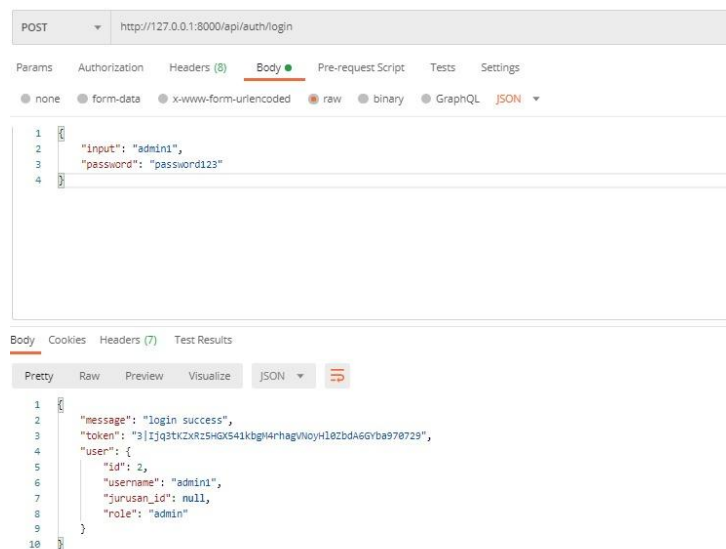 POST http://127.0.0.1:8000/api/auth/login
Params Authorization Headers (8) Body Pre-request Script Tests Settings
none form-data x-www-form-urlencoded raw binary GraphQL JSON
1 {
2 "input": "admin1",
3 "password": "password123"
4 }
Body Cookies Headers (7) Test Results
Pretty Raw Preview Visualize JSON
1 {
2 "message": "login success",
3 "token": "3|Ijq3tKZxRz5HGX541kbgM4rhagVNoyHl0ZbdA6GYba970729",
4 "user": {
5 "id": 2,
6 "username": "admin1",
7 "jurusan_id": null,
8 "role": "admin"
9 }
10 }